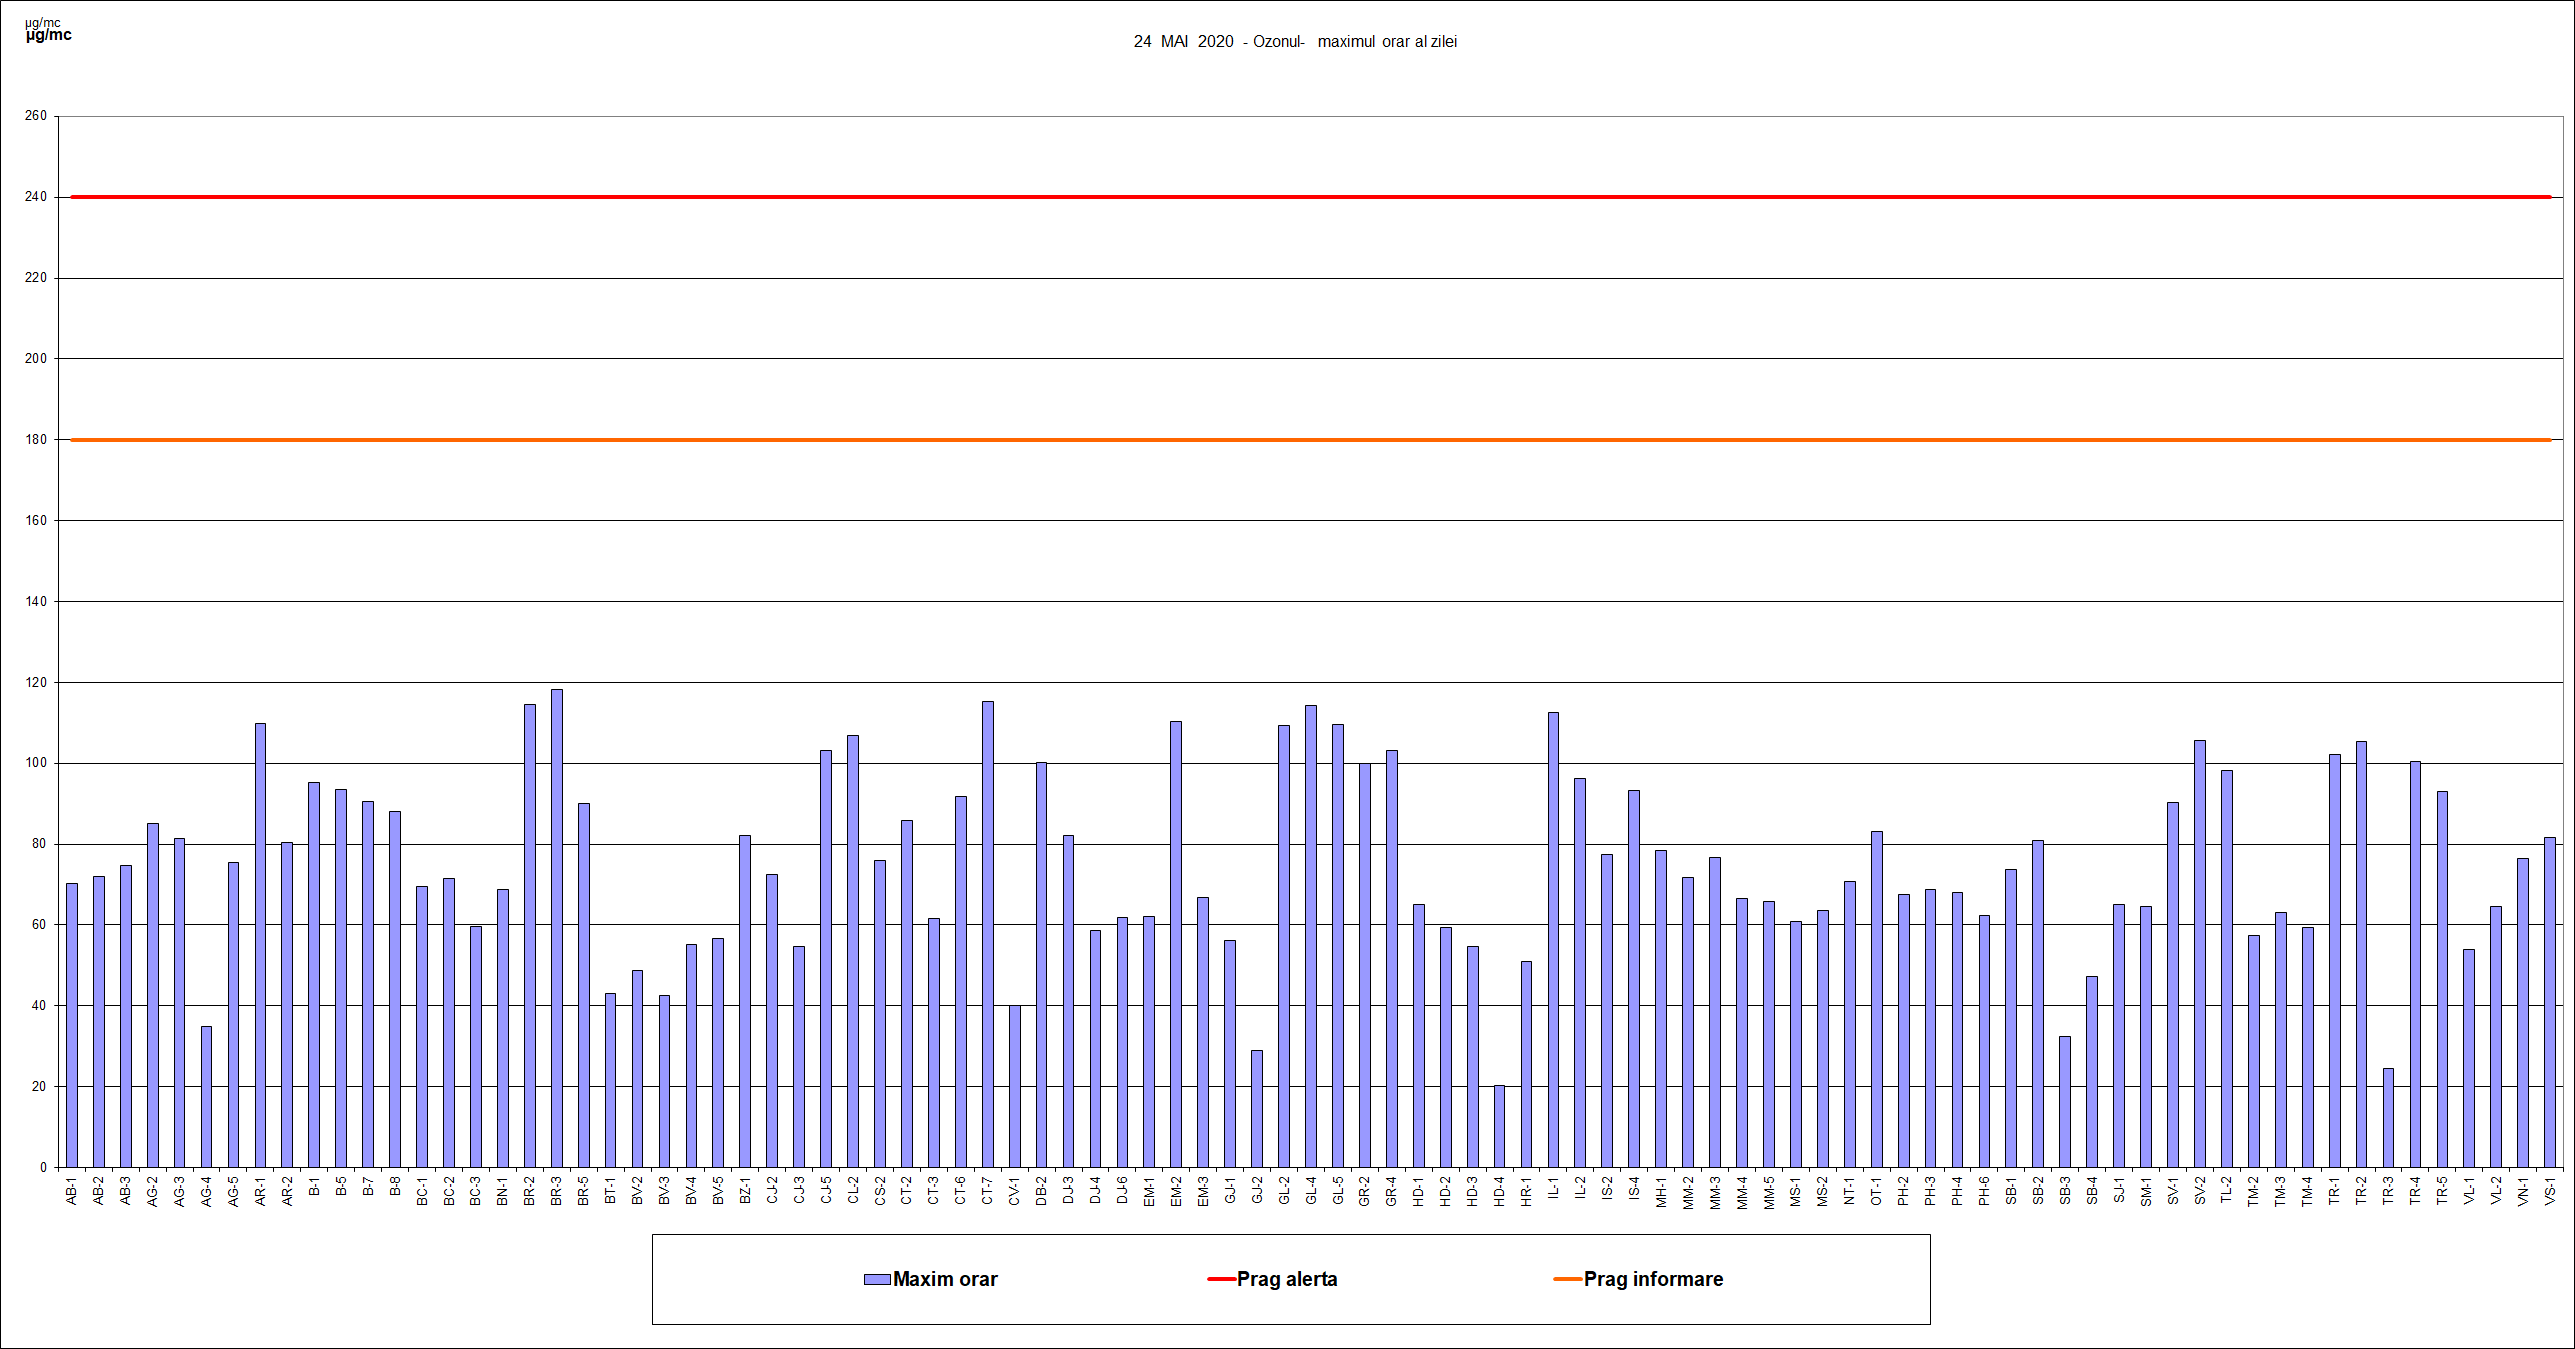 µg/mc
µg/mc
24 MAI 2020 - Ozonul- maximul orar al zilei
260
240
220
200
180
160
140
120
100
80
60
40
20
0
AB-1 AB-2 AB-3 AG-2 AG-3 AG-4 AG-5 AR-1 AR-2 B-1 B-5 B-7 B-8 BC-1 BC-2 BC-3 BN-1 BR-2 BR-3 BR-5 BT-1 BV-2 BV-3 BV-4 BV-5 BZ-1 CJ-2 CJ-3 CJ-5 CL-2 CS-2 CT-2 CT-3 CT-6 CT-7 CV-1 DB-2 DJ-3 DJ-4 DJ-6 EM-1 EM-2 EM-3 GJ-1 GJ-2 GL-2 GL-4 GL-5 GR-2 GR-4 HD-1 HD-2 HD-3 HD-4 HR-1 IL-1 IL-2 IS-2 IS-4 MH-1 MM-2 MM-3 MM-4 MM-5 MS-1 MS-2 NT-1 OT-1 PH-2 PH-3 PH-4 PH-6 SB-1 SB-2 SB-3 SB-4 SJ-1 SM-1 SV-1 SV-2 TL-2 TM-2 TM-3 TM-4 TR-1 TR-2 TR-3 TR-4 TR-5 VL-1 VL-2 VN-1 VS-1
Maxim orar Prag alerta Prag informare